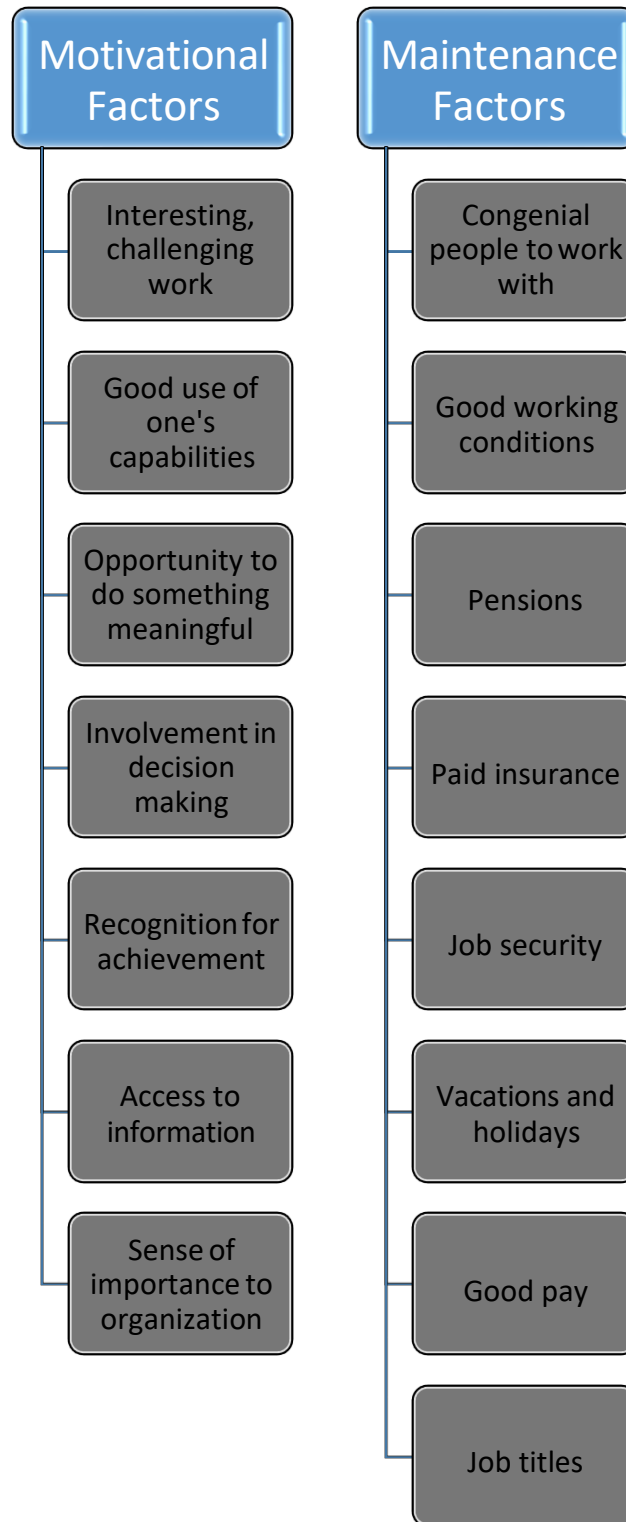 Motivational
Factors
Interesting,
challenging
work
Good use of
one's
capabilities
Opportunity to
do something
meaningful
Involvement in
decision
making
Recognition for
achievement
Access to
information
Sense of
importance to
organization
Maintenance
Factors
Congenial
people to work
with
Good working
conditions
Pensions
Paid insurance
Job security
Vacations and
holidays
Good pay
Job titles